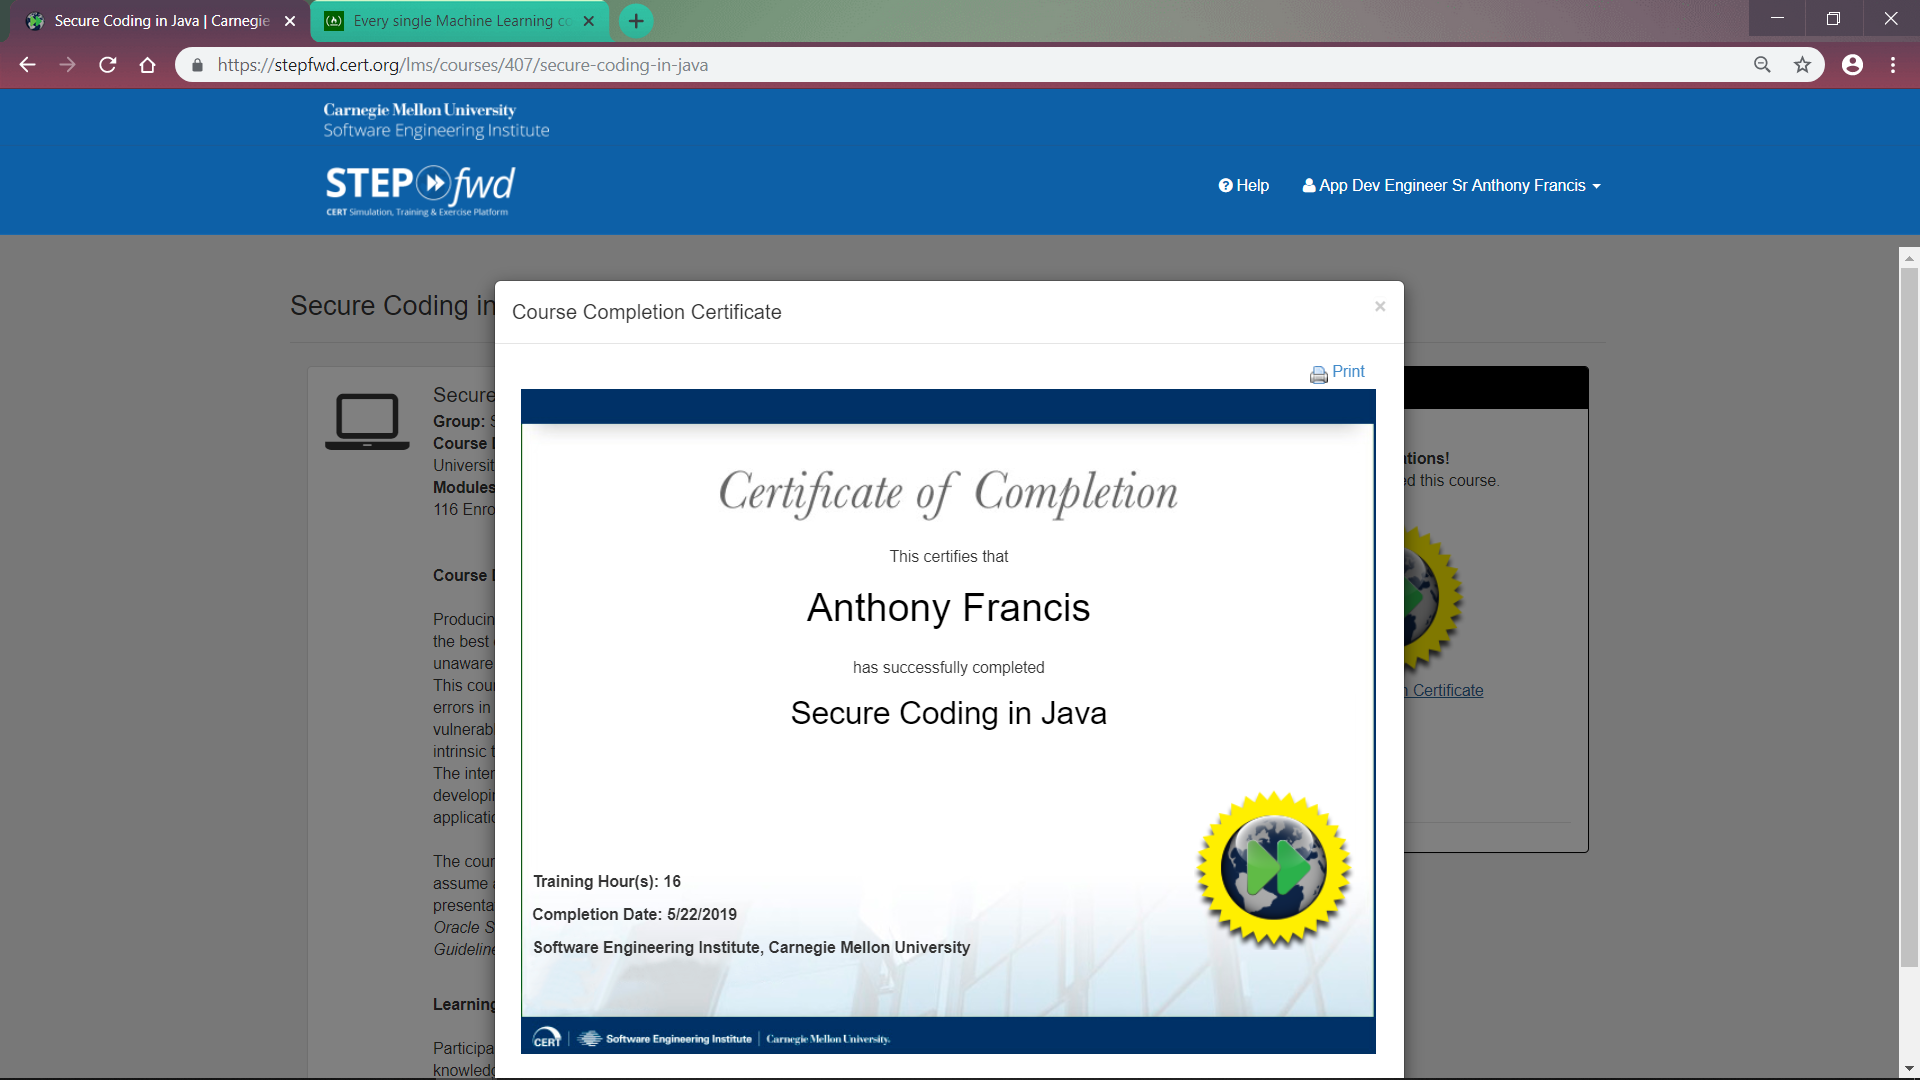 Secure Coding in Java | Carnegie
Every single Machine Learning co
https://stepfwd.cert.org/lms/courses/407/secure-coding-in-java
Carnegie Mellon University
Software Engineering Institute
STEP fwd
CERT Simulation, Training & Exercise Platform
Help
App Dev Engineer Sr Anthony Francis
Secure Coding in
Course Completion Certificate
×
Print
Secure
Group:
Course
Universit
Modules
116 Enro
Course
Producin
the best
unaware
This cour
errors in
vulnerab
intrinsic
The inter
developin
applicatio
The cour
assume
presenta
Oracle S
Guideline
Learning
Participa
knowledg
Certificate of Completion
This certifies that
Anthony Francis
has successfully completed
Secure Coding in Java
Training Hour(s): 16
Completion Date: 5/22/2019
Software Engineering Institute, Carnegie Mellon University
CERT | Software Engineering Institute | Carnegie Mellon University.
ations!
ed this course.
n Certificate